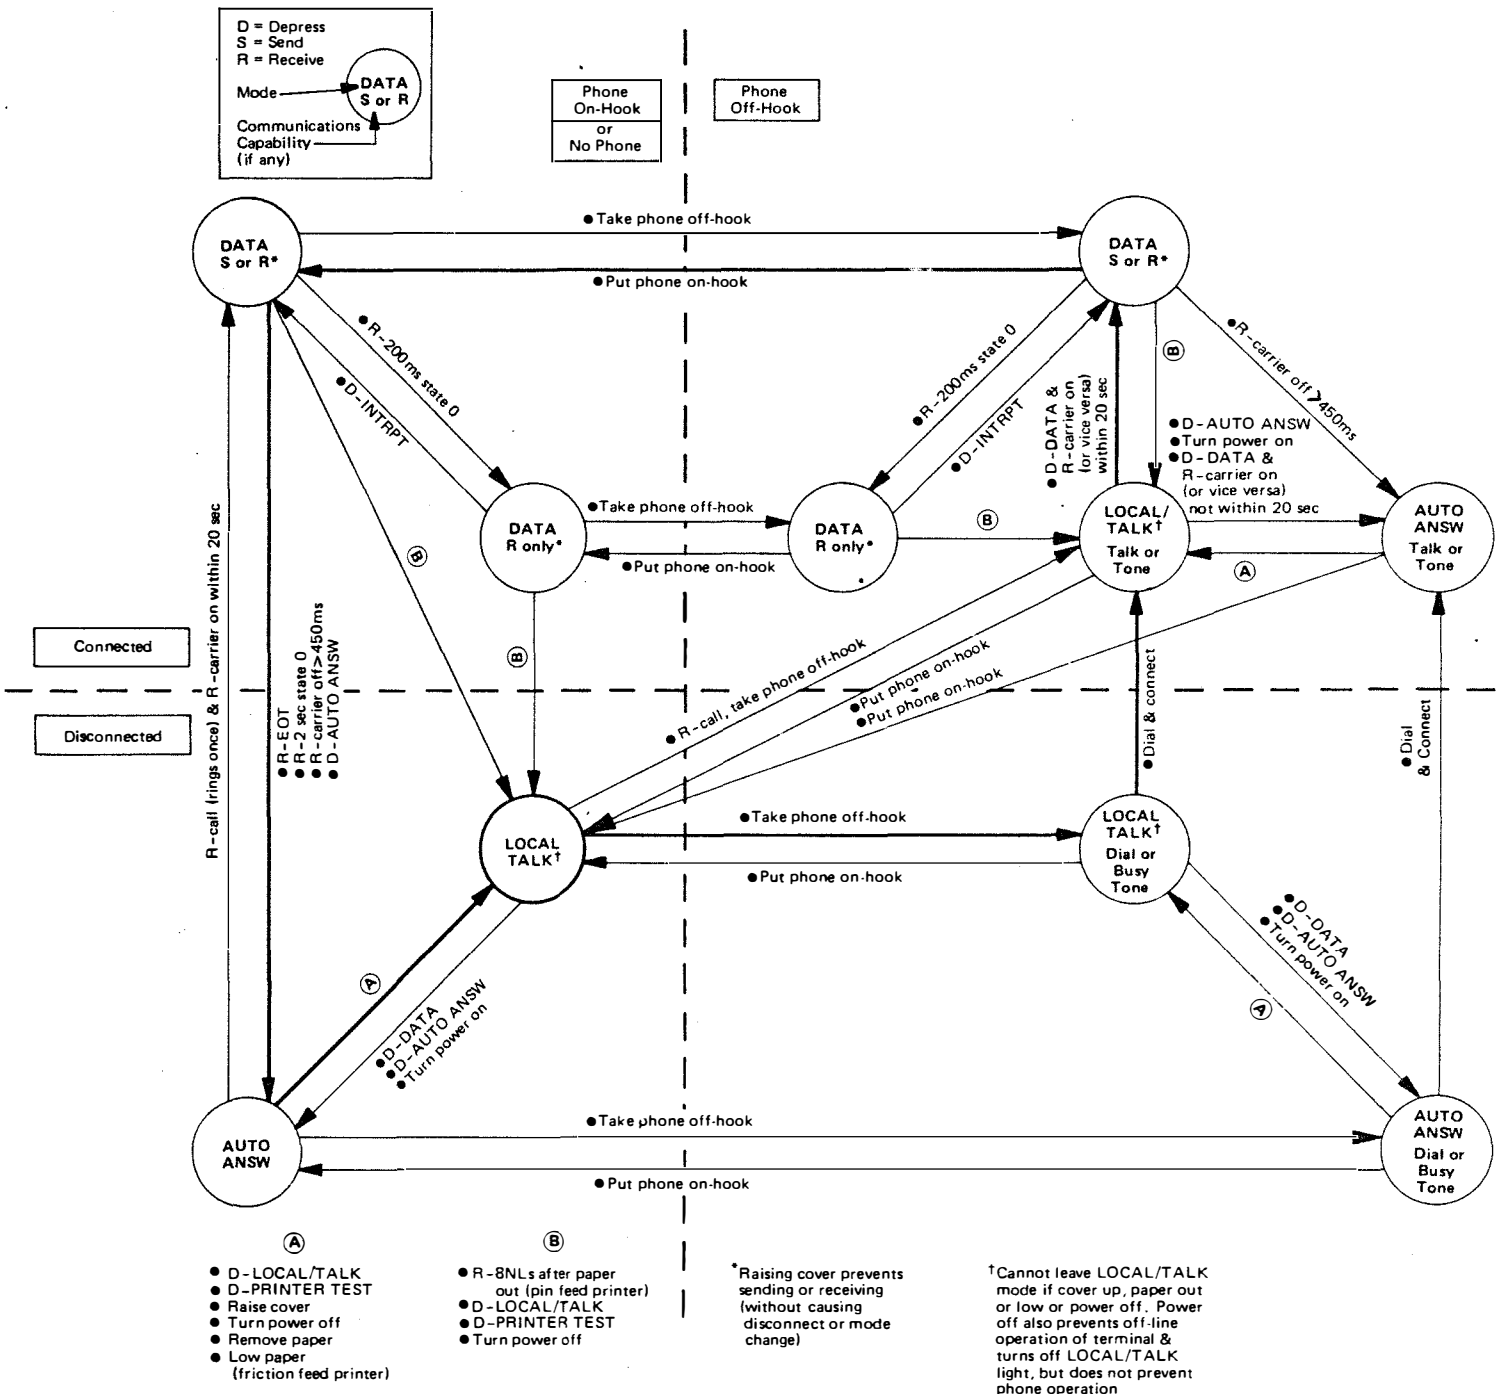 D = Depress
S = Send
R = Receive
Mode
DATA
S or R
Communications
Capability
(if any)
Phone
On-Hook
or
No Phone
Phone
Off-Hook
●Take phone off-hook
●Put phone on-hook
DATA
S or R*
DATA
S or R*
●R-200ms state 0
●D-INTRPT
●R-200ms state 0
●D-INTRPT
●D-DATA &
R-carrier on
(or vice versa)
within 20 sec
B
●R-carrier off ⩾450ms
●D-AUTO ANSW
●Turn power on
●D-DATA &
R-carrier on
(or vice versa)
not within 20 sec
DATA
R only*
●Take phone off-hook
●Put phone on-hook
DATA
R only*
B
LOCAL/
TALK†
Talk or
Tone
A
AUTO
ANSW
Talk or
Tone
B
B
Connected
Disconnected
R-call (rings once) & R-carrier on within 20 sec
●R-EOT
●R-2 sec state 0
●R-carrier off>450ms
●D-AUTO ANSW
●R-call, take phone off-hook
●Put phone on-hook
●Put phone on-hook
●Dial & connect
●Dial
& Connect
LOCAL
TALK†
●Take phone off-hook
●Put phone on-hook
LOCAL
TALK†
Dial or
Busy
Tone
A
●D-DATA
●D-AUTO ANSW
●Turn power on
●D-DATA
●D-AUTO ANSW
●Turn power on
A
AUTO
ANSW
●Take phone off-hook
●Put phone on-hook
AUTO
ANSW
Dial or
Busy
Tone
A
● D-LOCAL/TALK
● D-PRINTER TEST
● Raise cover
● Turn power off
● Remove paper
● Low paper
(friction feed printer)
B
●R-8NLs after paper
out (pin feed printer)
●D-LOCAL/TALK
●D-PRINTER TEST
●Turn power off
*Raising cover prevents
sending or receiving
(without causing
disconnect or mode
change)
†Cannot leave LOCAL/TALK
mode if cover up, paper out
or low or power off. Power
off also prevents off-line
operation of terminal &
turns off LOCAL/TALK
light, but does not prevent
phone operation